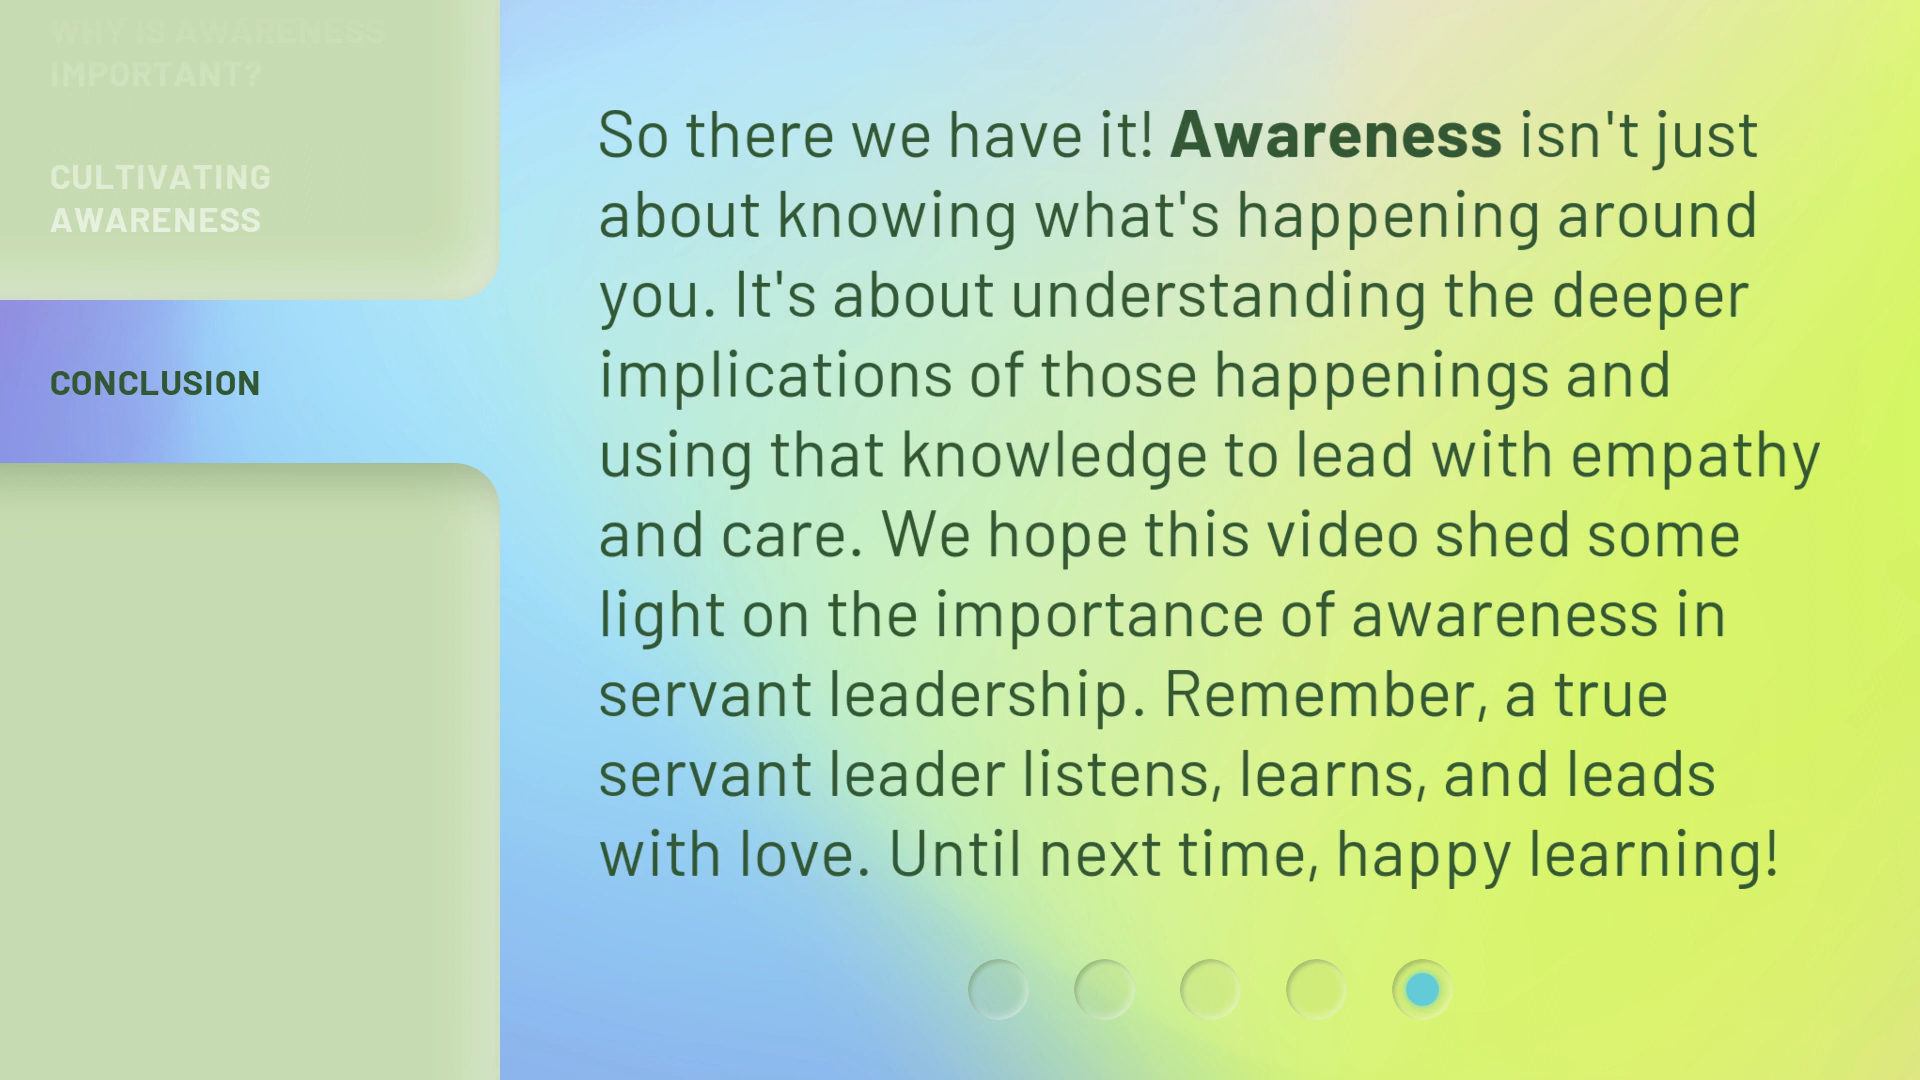 WHY IS AWARENESS
IMPORTANT?
CULTIVATING
AWARENESS
CONCLUSION
So there we have it! Awareness isn't just
about knowing what's happening around
you. It's about understanding the deeper
implications of those happenings and
using that knowledge to lead with empathy
and care. We hope this video shed some
light on the importance of awareness in
servant leadership. Remember, a true
servant leader listens, learns, and leads
with love. Until next time, happy learning!